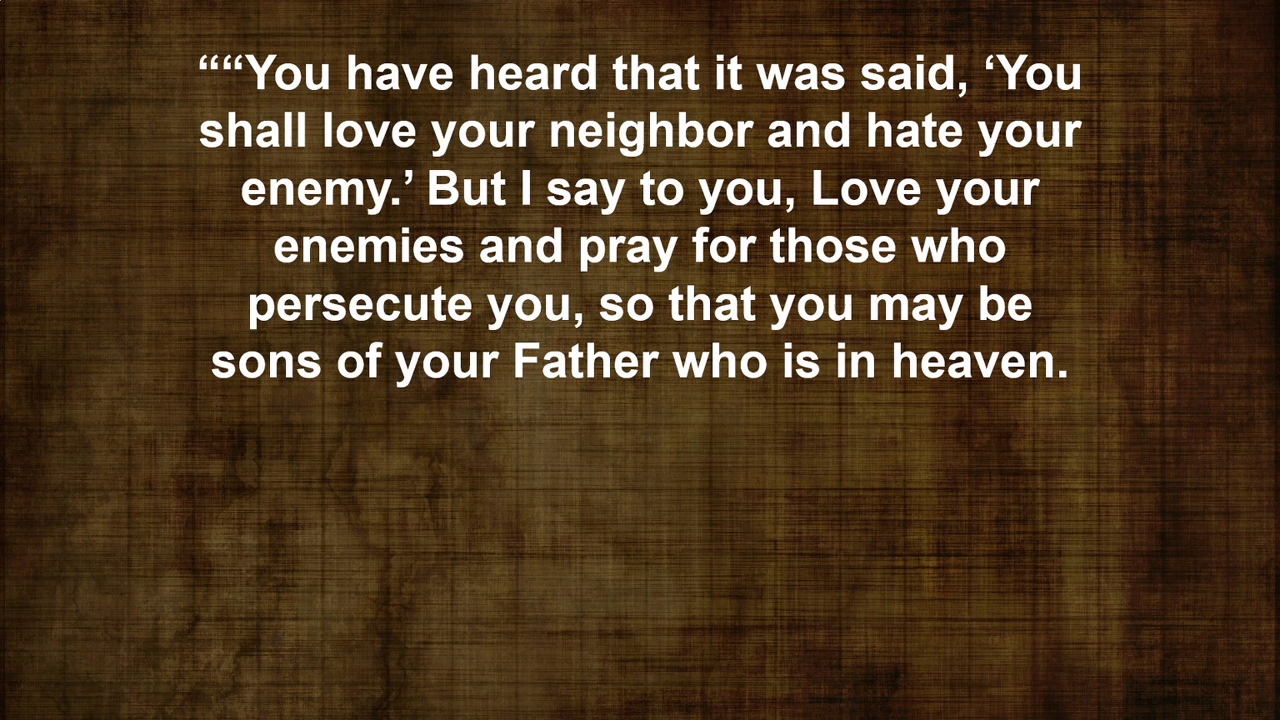 ““You have heard that it was said, ‘You
shall love your neighbor and hate your
enemy.’ But I say to you, Love your
enemies and pray for those who
persecute you, so that you may be
sons of your Father who is in heaven.